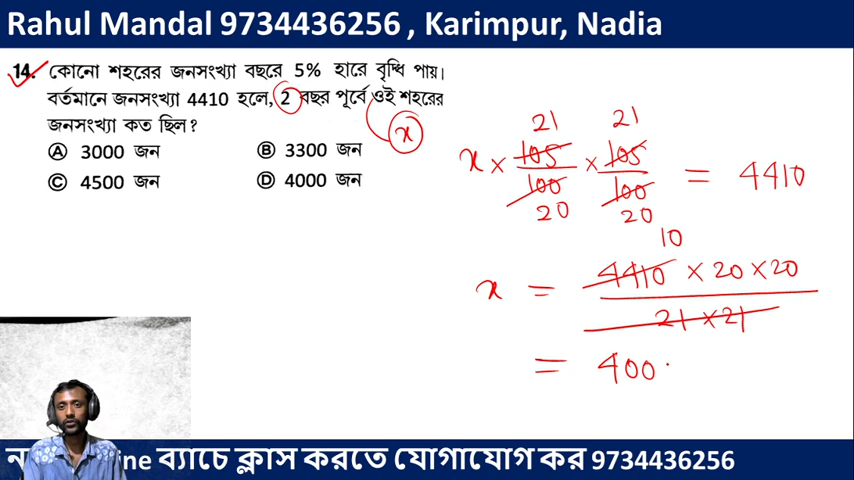 Rahul Mandal 9734436256 , Karimpur, Nadia
14. কোনো শহরের জনসংখ্যা বছরে 5% হারে বৃদ্ধি পায়।
বর্তমানে জনসংখ্যা 4410 হলে, 2 বছর পূর্বে ওই শহরের
জনসংখ্যা কত ছিল?
x
A 3000 জন
B 3300 জন
C 4500 জন
D 4000 জন
21 21
x × 105/100 × 105/100 = 4410
20 20
10
x = 4410 × 20 × 20
21 × 21
= 400
ine ব্যাচে ক্লাস করতে যোগাযোগ কর 9734436256